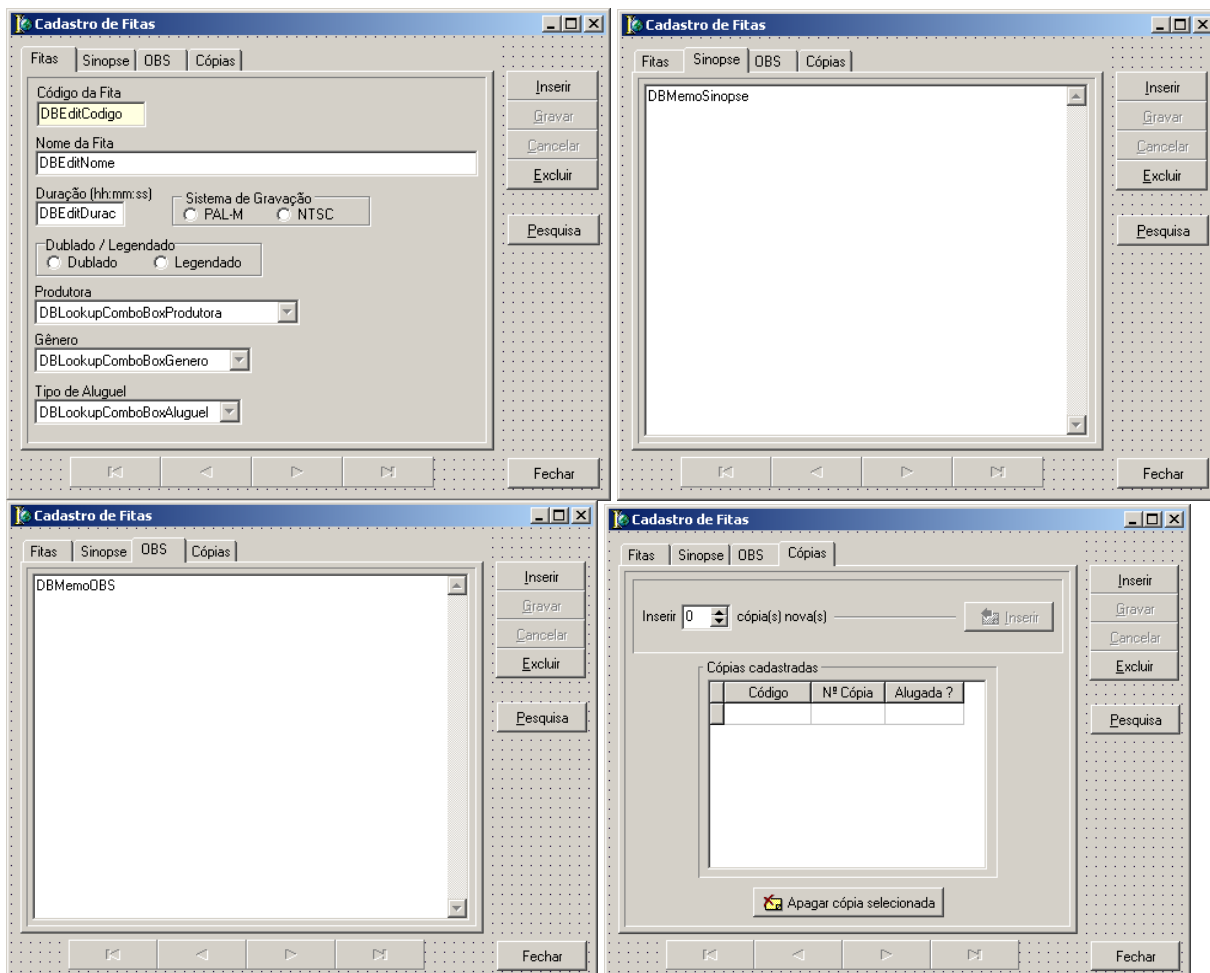 Cadastro de Fitas
Fitas Sinopse OBS Cópias
Código da Fita
DBEditCodigo
Nome da Fita
DBEditNome
Duração (hh:mm:ss)
DBEditDurac
Sistema de Gravação
PAL-M NTSC
Dublado / Legendado
Dublado Legendado
Produtora
DBLookupComboBoxProdutora
Gênero
DBLookupComboBoxGenero
Tipo de Aluguel
DBLookupComboBoxAluguel
Inserir
Gravar
Cancelar
Excluir
Pesquisa
Fechar
Cadastro de Fitas
Fitas Sinopse OBS Cópias
DBMemoSinopse
Inserir
Gravar
Cancelar
Excluir
Pesquisa
Fechar
Cadastro de Fitas
Fitas Sinopse OBS Cópias
DBMemoOBS
Inserir
Gravar
Cancelar
Excluir
Pesquisa
Fechar
Cadastro de Fitas
Fitas Sinopse OBS Cópias
Inserir 0 cópia(s) nova(s) Inserir
Cópias cadastradas
Código Nº Cópia Alugada ?
Apagar cópia selecionada
Inserir
Gravar
Cancelar
Excluir
Pesquisa
Fechar